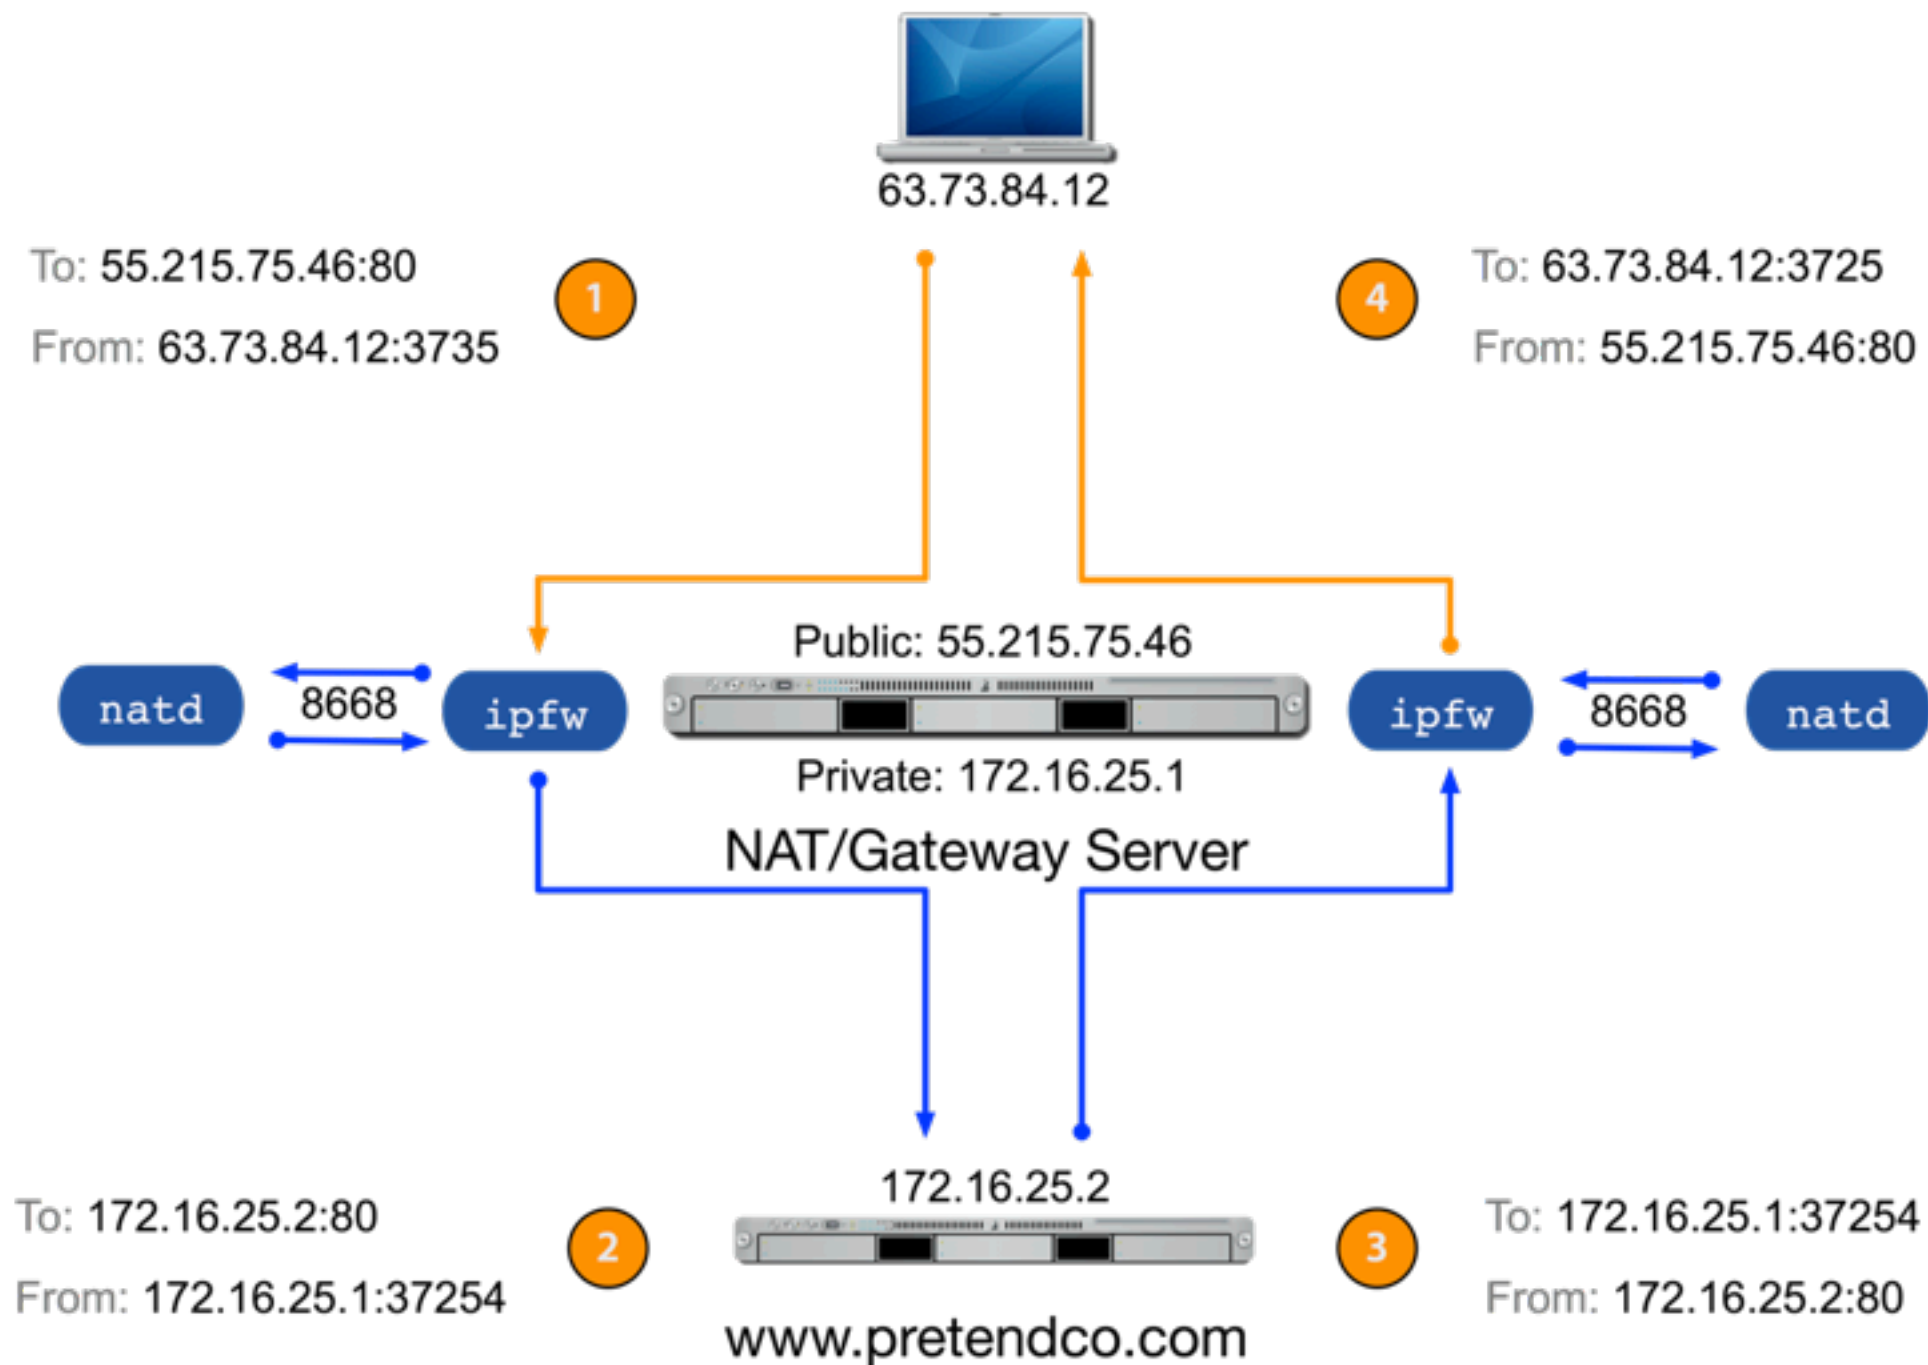 63.73.84.12
To: 55.215.75.46:80
From: 63.73.84.12:3735
1
4
To: 63.73.84.12:3725
From: 55.215.75.46:80
Public: 55.215.75.46
natd
8668
ipfw
ipfw
8668
natd
Private: 172.16.25.1
NAT/Gateway Server
172.16.25.2
To: 172.16.25.2:80
From: 172.16.25.1:37254
2
3
To: 172.16.25.1:37254
From: 172.16.25.2:80
www.pretendco.com